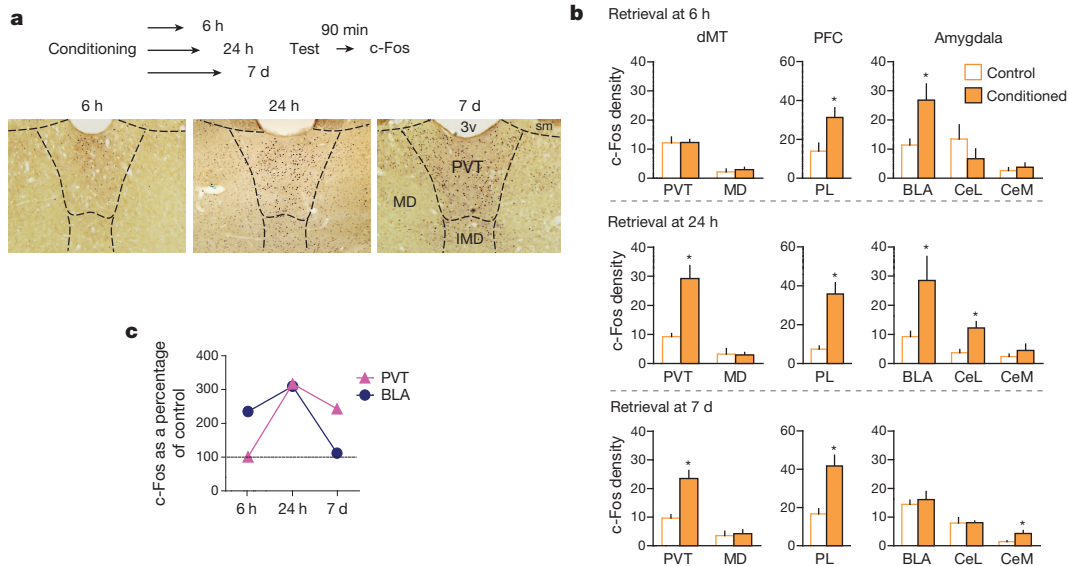 a
6 h
90 min
Conditioning 24 h Test c-Fos
7 d
6 h 24 h 7 d
3v sm
PVT
MD
IMD
c
c-Fos as a percentage of control
400
300
200
100
0
6 h 24 h 7 d
PVT
BLA
b
Retrieval at 6 h
dMT PFC Amygdala
Control
Conditioned
c-Fos density
40
30
20
10
0
PVT MD
60
40
20
0
*
PL
40
30
20
10
0
*
BLA CeL CeM
Retrieval at 24 h
c-Fos density
40
30
20
10
0
*
PVT MD
60
40
20
0
*
PL
40
30
20
10
0
* *
BLA CeL CeM
Retrieval at 7 d
c-Fos density
40
30
20
10
0
*
PVT MD
60
40
20
0
*
PL
40
30
20
10
0
*
BLA CeL CeM